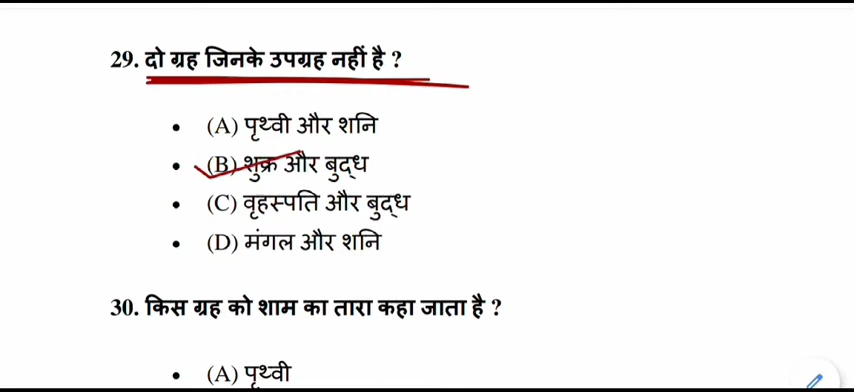 29. दो ग्रह जिनके उपग्रह नहीं है ?
• (A) पृथ्वी और शनि
• (B) शुक्र और बुद्ध
• (C) वृहस्पति और बुद्ध
• (D) मंगल और शनि
30. किस ग्रह को शाम का तारा कहा जाता है ?
• (A) पृथ्वी